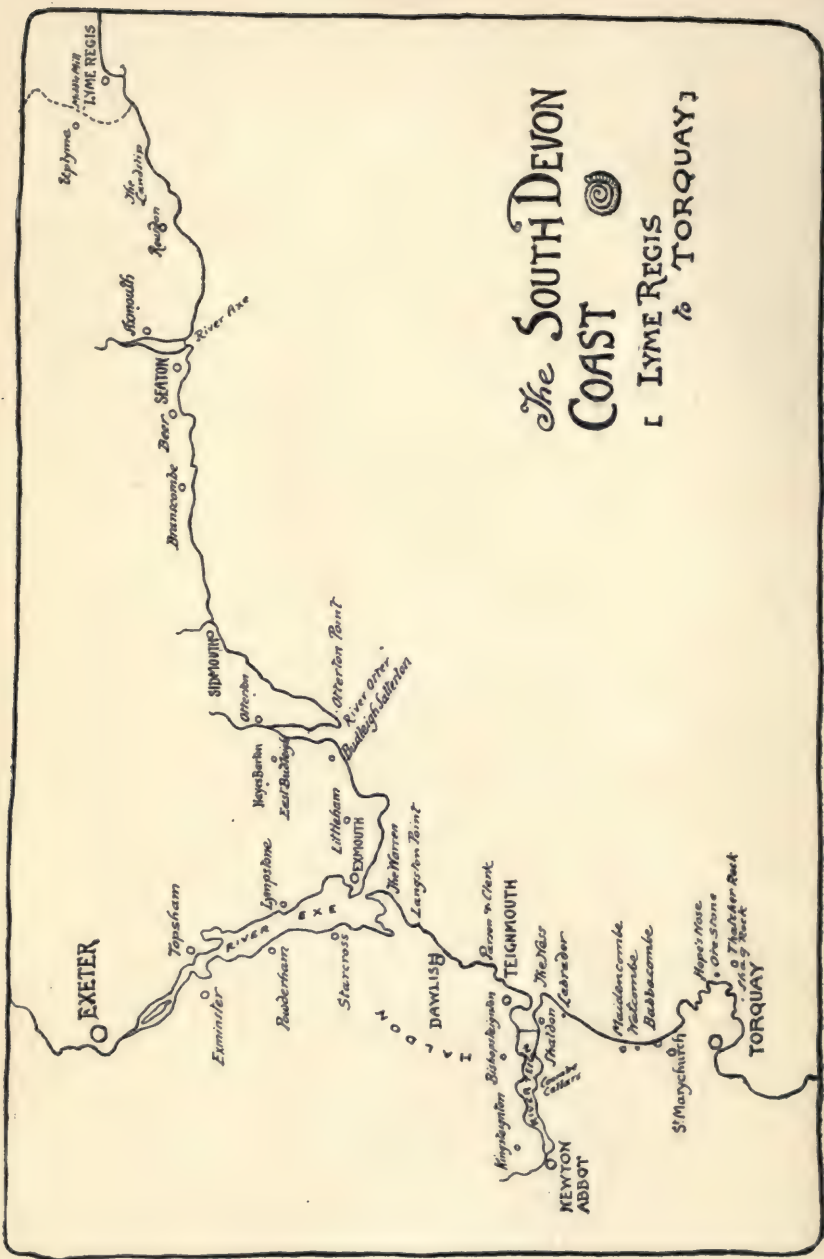 The SOUTH DEVON
COAST
[ LYME REGIS
to TORQUAY ]
EXETER
Topsham
Exminster
Powderham
Lympstone
RIVER EXE
Starcross
Littleham
EXMOUTH
The Warren
Langston Point
HALDON
DAWLISH
Parson & Clerk
TEIGNMOUTH
Bishopsteignton
Kingsteignton
RIVER TEIGN
Coombe
Cellars
Shaldon
The Ness
Labrador
NEWTON
ABBOT
Maidencombe
Watcombe
Babbacombe
St Marychurch
Hope's Nose
Ore Stone
Thatcher Rock
Shag Rock
TORQUAY
Hayes Barton
East Budleigh
Otterton
Otterton Point
River Otter
Budleigh Salterton
SIDMOUTH
Branscombe
Beer
SEATON
Axmouth
River Axe
Rousdon
The
Landslip
Uplyme
Mill
LYME REGIS